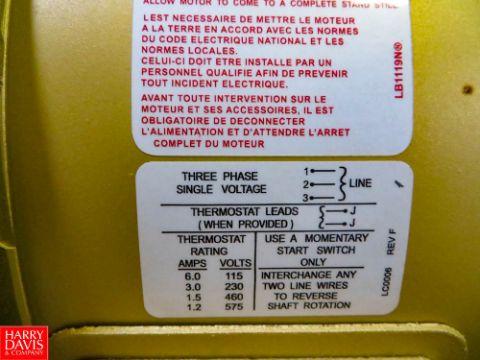 ALLOW MOTOR TO COME TO A COMPLETE STAND STILL
LEST NECESSAIRE DE METTRE LE MOTEUR
A LA TERRE EN ACCORD AVEC LES NORMES
DU CODE ELECTRIQUE NATIONAL ET LES
NORMES LOCALES.
CELUI-CI DOIT ETRE INSTALLE PAR UN
PERSONNEL QUALIFIE AFIN DE PREVENIR
TOUT INCIDENT ELECTRIQUE.
AVANT TOUTE INTERVENTION SUR LE
MOTEUR ET SES ACCESSOIRES, IL EST
OBLIGATOIRE DE DECONNECTER
L'ALIMENTATION ET D'ATTENDRE L'ARRET
COMPLET DU MOTEUR
LB1119N®
THREE PHASE
SINGLE VOLTAGE
1
2
3
LINE
THERMOSTAT LEADS
(WHEN PROVIDED)
J
J
THERMOSTAT
RATING
AMPS VOLTS
6.0 115
3.0 230
1.5 460
1.2 575
USE A MOMENTARY
START SWITCH
ONLY
INTERCHANGE ANY
TWO LINE WIRES
TO REVERSE
SHAFT ROTATION
LC0006 REV F
HARRY
DAVIS
& COMPANY